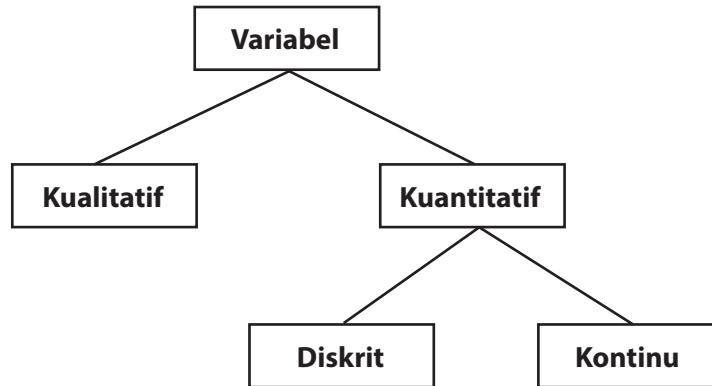 Variabel
Kualitatif
Kuantitatif
Diskrit
Kontinu